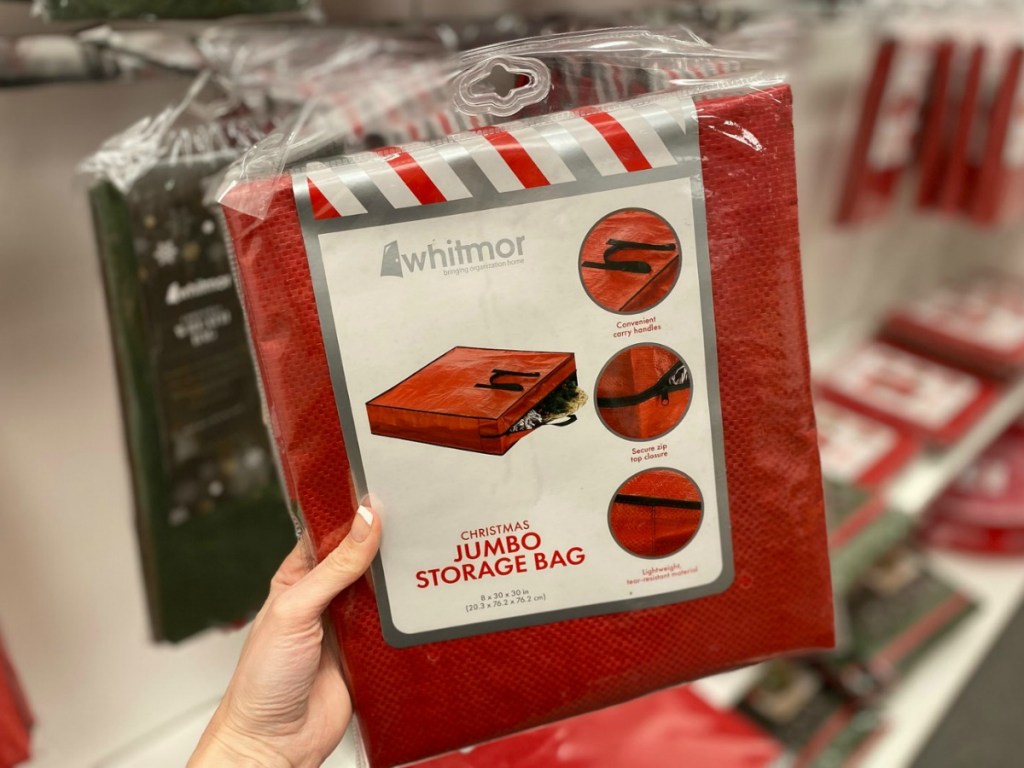 whitmor
bringing organization home
Convenient
carry handles
Secure zip
top closure
CHRISTMAS
JUMBO
STORAGE BAG
8 x 30 x 30 in
(20.3 x 76.2 x 76.2 cm)
Lightweight,
tear-resistant material
whitmor